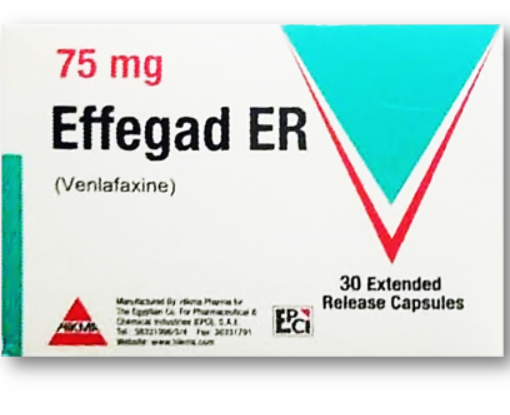 75 mg
Effegad ER
(Venlafaxine)
30 Extended
Release Capsules
HIKMA
Manufactured By Hikma Pharma for
The Egyptian Co. For Pharmaceutical &
Chemical Industries (EPCI), S.A.E.
Website: www.hikma.com
EPCI